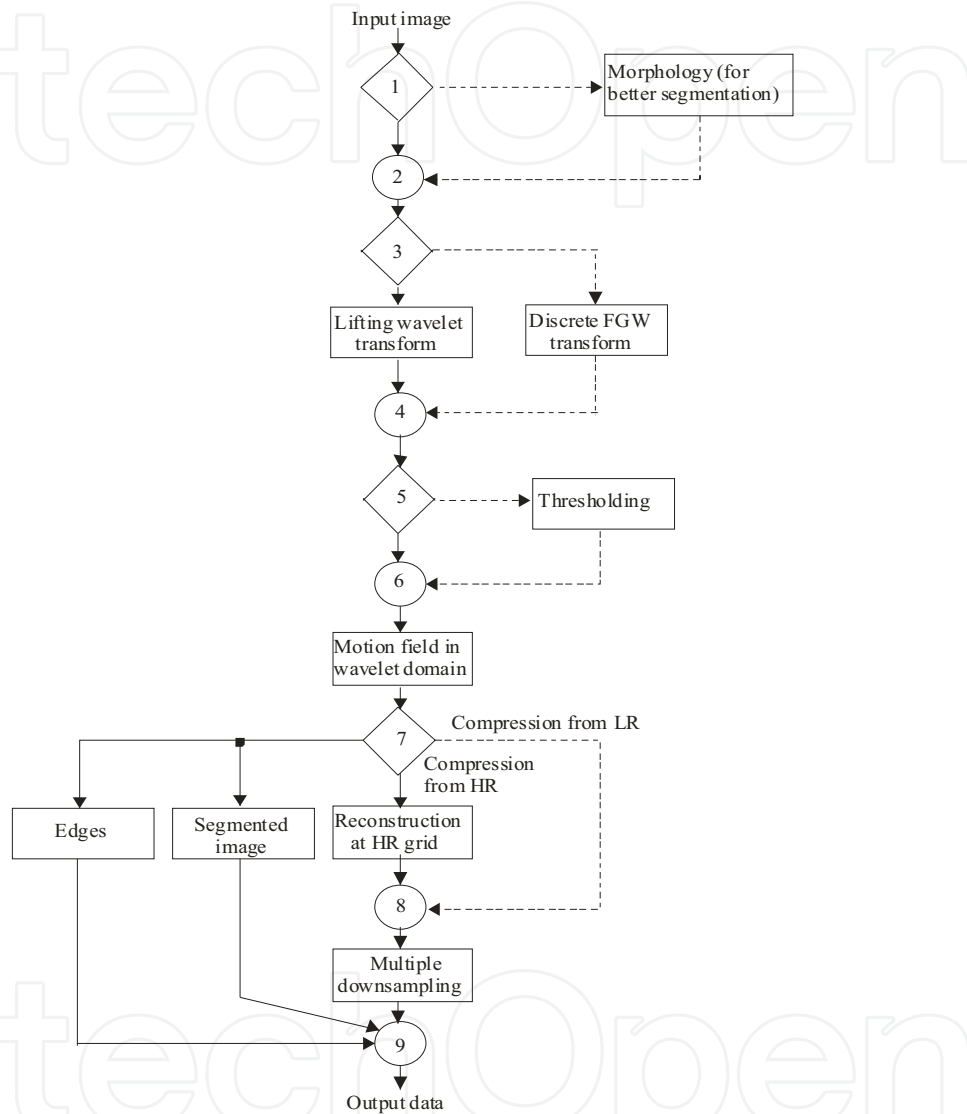 Input image
1
Morphology (for
better segmentation)
2
3
Lifting wavelet
transform
Discrete FGW
transform
4
5
Thresholding
6
Motion field in
wavelet domain
7
Compression from LR
Compression
from HR
Edges
Segmented
image
Reconstruction
at HR grid
8
Multiple
downsampling
9
Output data
techOpen
techOpen